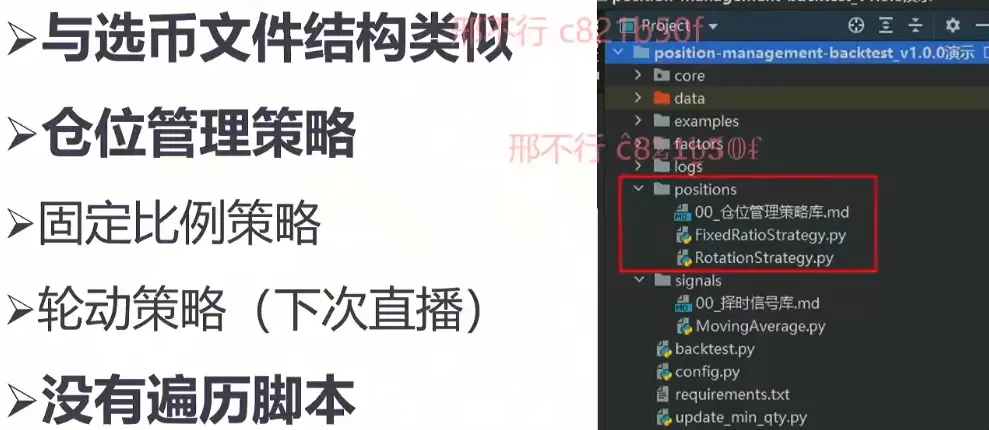 ➢与选币文件结构类似
➢仓位管理策略
➢固定比例策略
➢轮动策略（下次直播）
➢没有遍历脚本
邢不行 c821b50f
邢不行 c821b50f
Project
position-management-backtest_v1.0.0演示
core
data
examples
factors
logs
positions
00_仓位管理策略库.md
FixedRatioStrategy.py
RotationStrategy.py
signals
00_择时信号库.md
MovingAverage.py
backtest.py
config.py
requirements.txt
update_min_qty.py